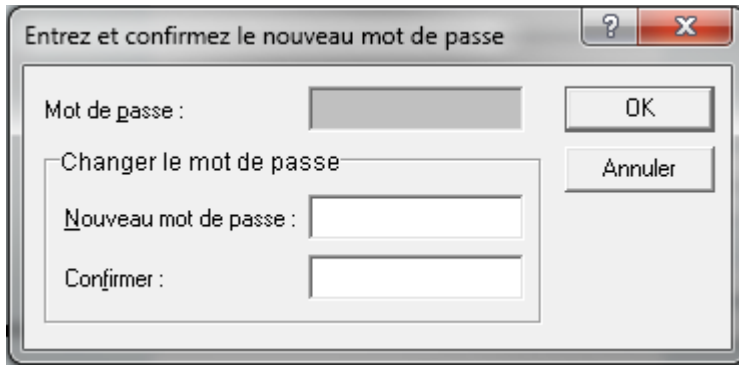 Entrez et confirmez le nouveau mot de passe
Mot de passe :
OK
Changer le mot de passe
Annuler
Nouveau mot de passe :
Confirmer :